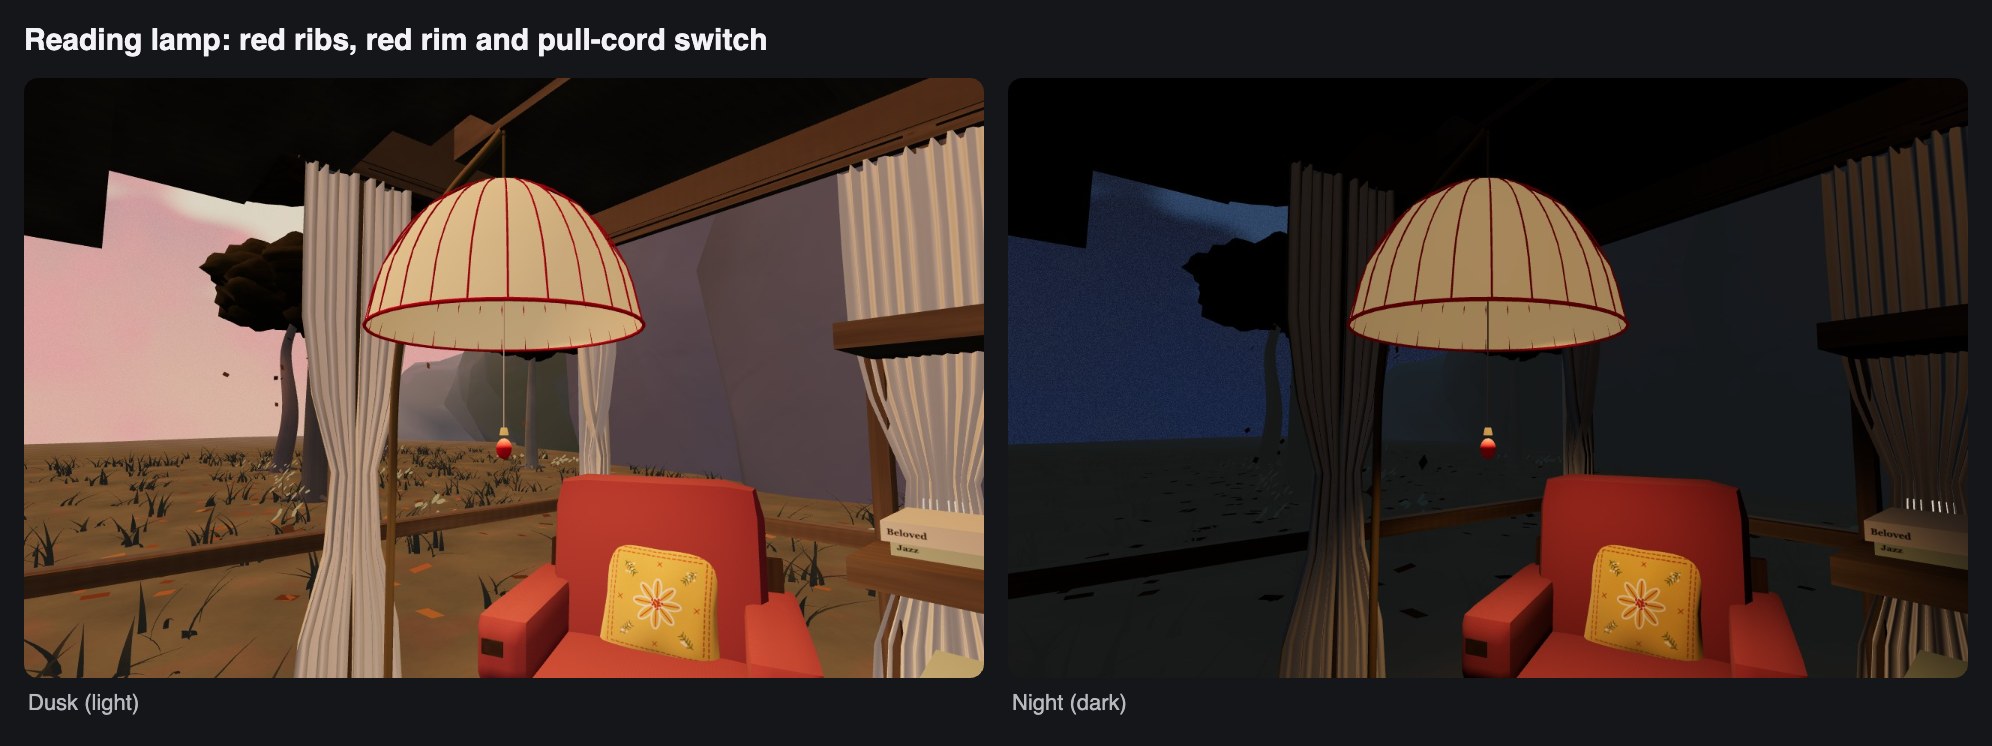 Reading lamp: red ribs, red rim and pull-cord switch
Beloved
Jazz
Beloved
Jazz
Dusk (light)
Night (dark)